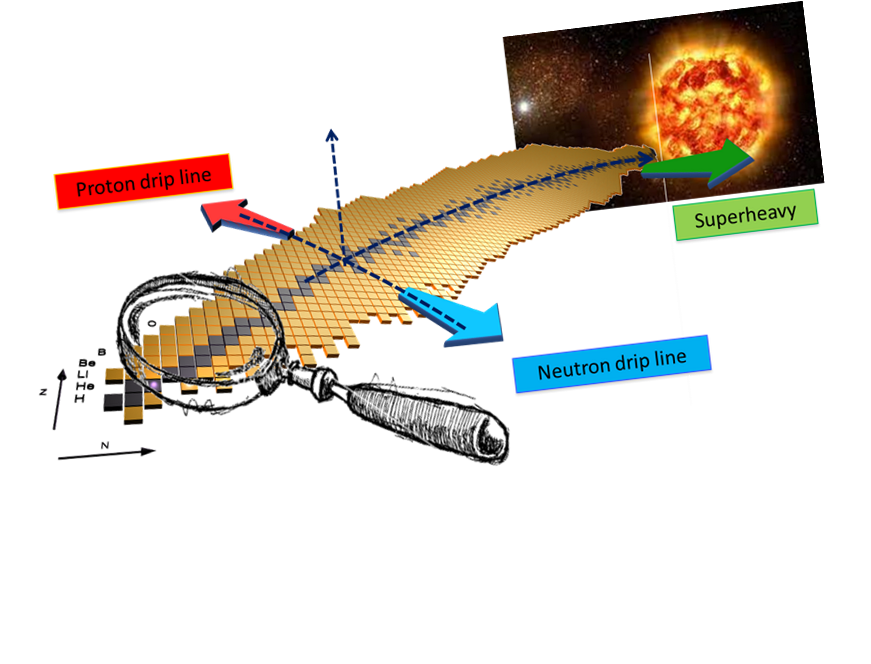 Proton drip line
Superheavy
Neutron drip line
O
B
Be
LI
He
H
Z
N